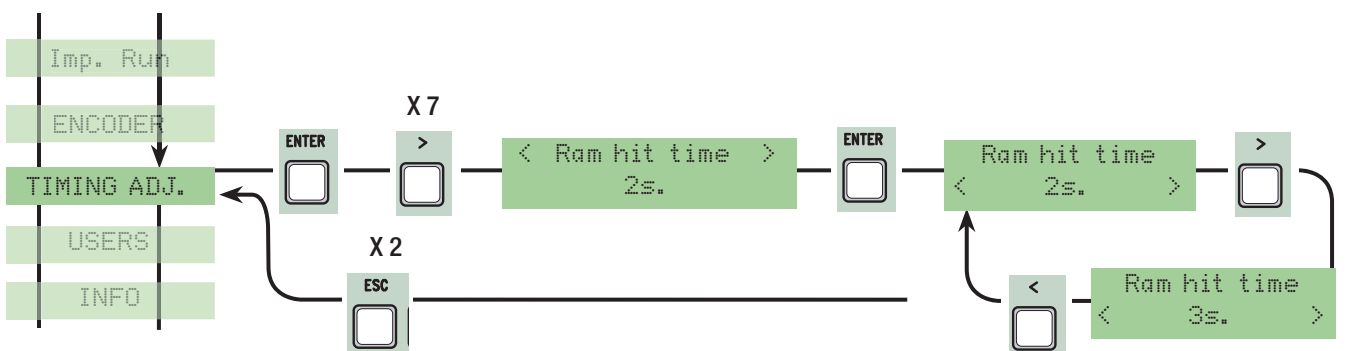 Imp. Run
ENCODER
TIMING ADJ.
USERS
INFO
ENTER
X 7
>
< Ram hit time >
2s.
ENTER
Ram hit time
< 2s. >
>
Ram hit time
< 3s. >
<
X 2
ESC